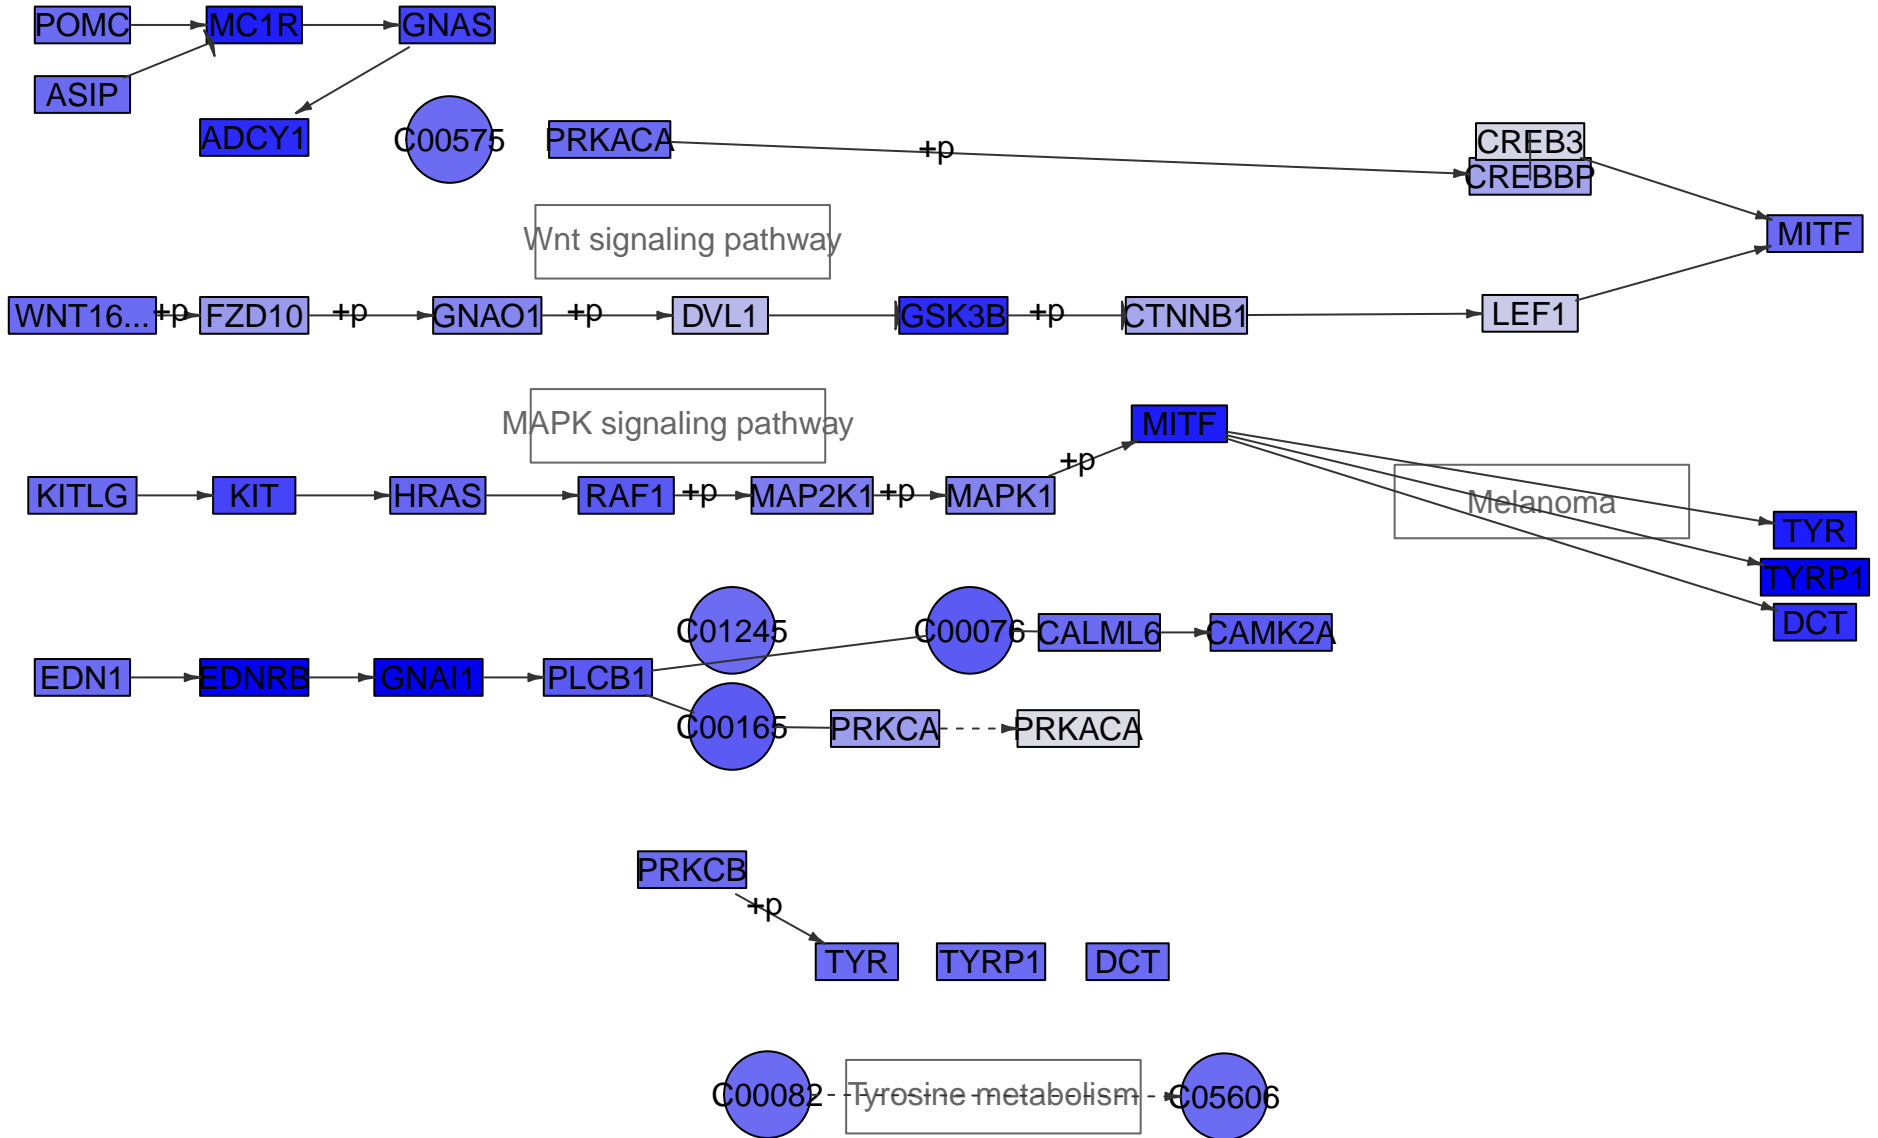 POMC MC1R GNAS
ASIP
ADCY1 C00575 PRKACA +p CREB3
CREBBP
Wnt signaling pathway MITF
WNT16... +p FZD10 +p GNAO1 +p DVL1 GSK3B +p CTNNB1 LEF1
MAPK signaling pathway MITF
+p
KITLG KIT HRAS RAF1 +p MAP2K1 +p MAPK1 Melanoma
TYR
TYRP1
C01245 C00076 CALML6 CAMK2A DCT
EDN1 EDNRB GNAI1 PLCB1
C00165 PRKCA PRKACA
PRKCB
+p
TYR TYRP1 DCT
C00082 Tyrosine metabolism C05606